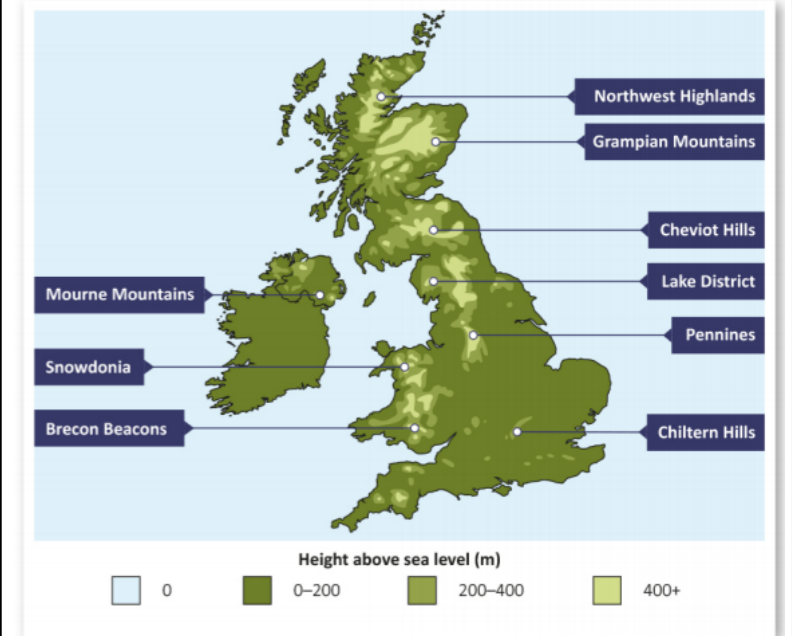 Northwest Highlands
Grampian Mountains
Cheviot Hills
Lake District
Mourne Mountains
Pennines
Snowdonia
Brecon Beacons
Chiltern Hills
Height above sea level (m)
0 0–200 200–400 400+